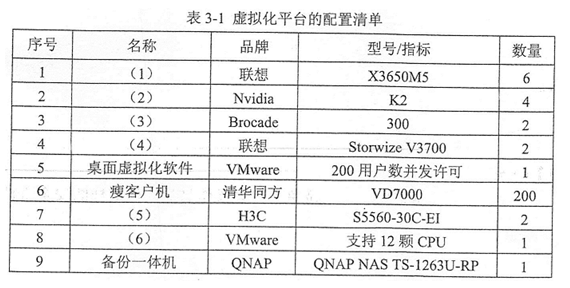 表 3-1 虚拟化平台的配置清单
序号 名称 品牌 型号/指标 数量
1 （1） 联想 X3650M5 6
2 （2） Nvidia K2 4
3 （3） Brocade 300 2
4 （4） 联想 Storwize V3700 2
5 桌面虚拟化软件 VMware 200 用户数并发许可 1
6 瘦客户机 清华同方 VD7000 200
7 （5） H3C S5560-30C-EI 2
8 （6） VMware 支持 12 颗 CPU 1
9 备份一体机 QNAP QNAP NAS TS-1263U-RP 1